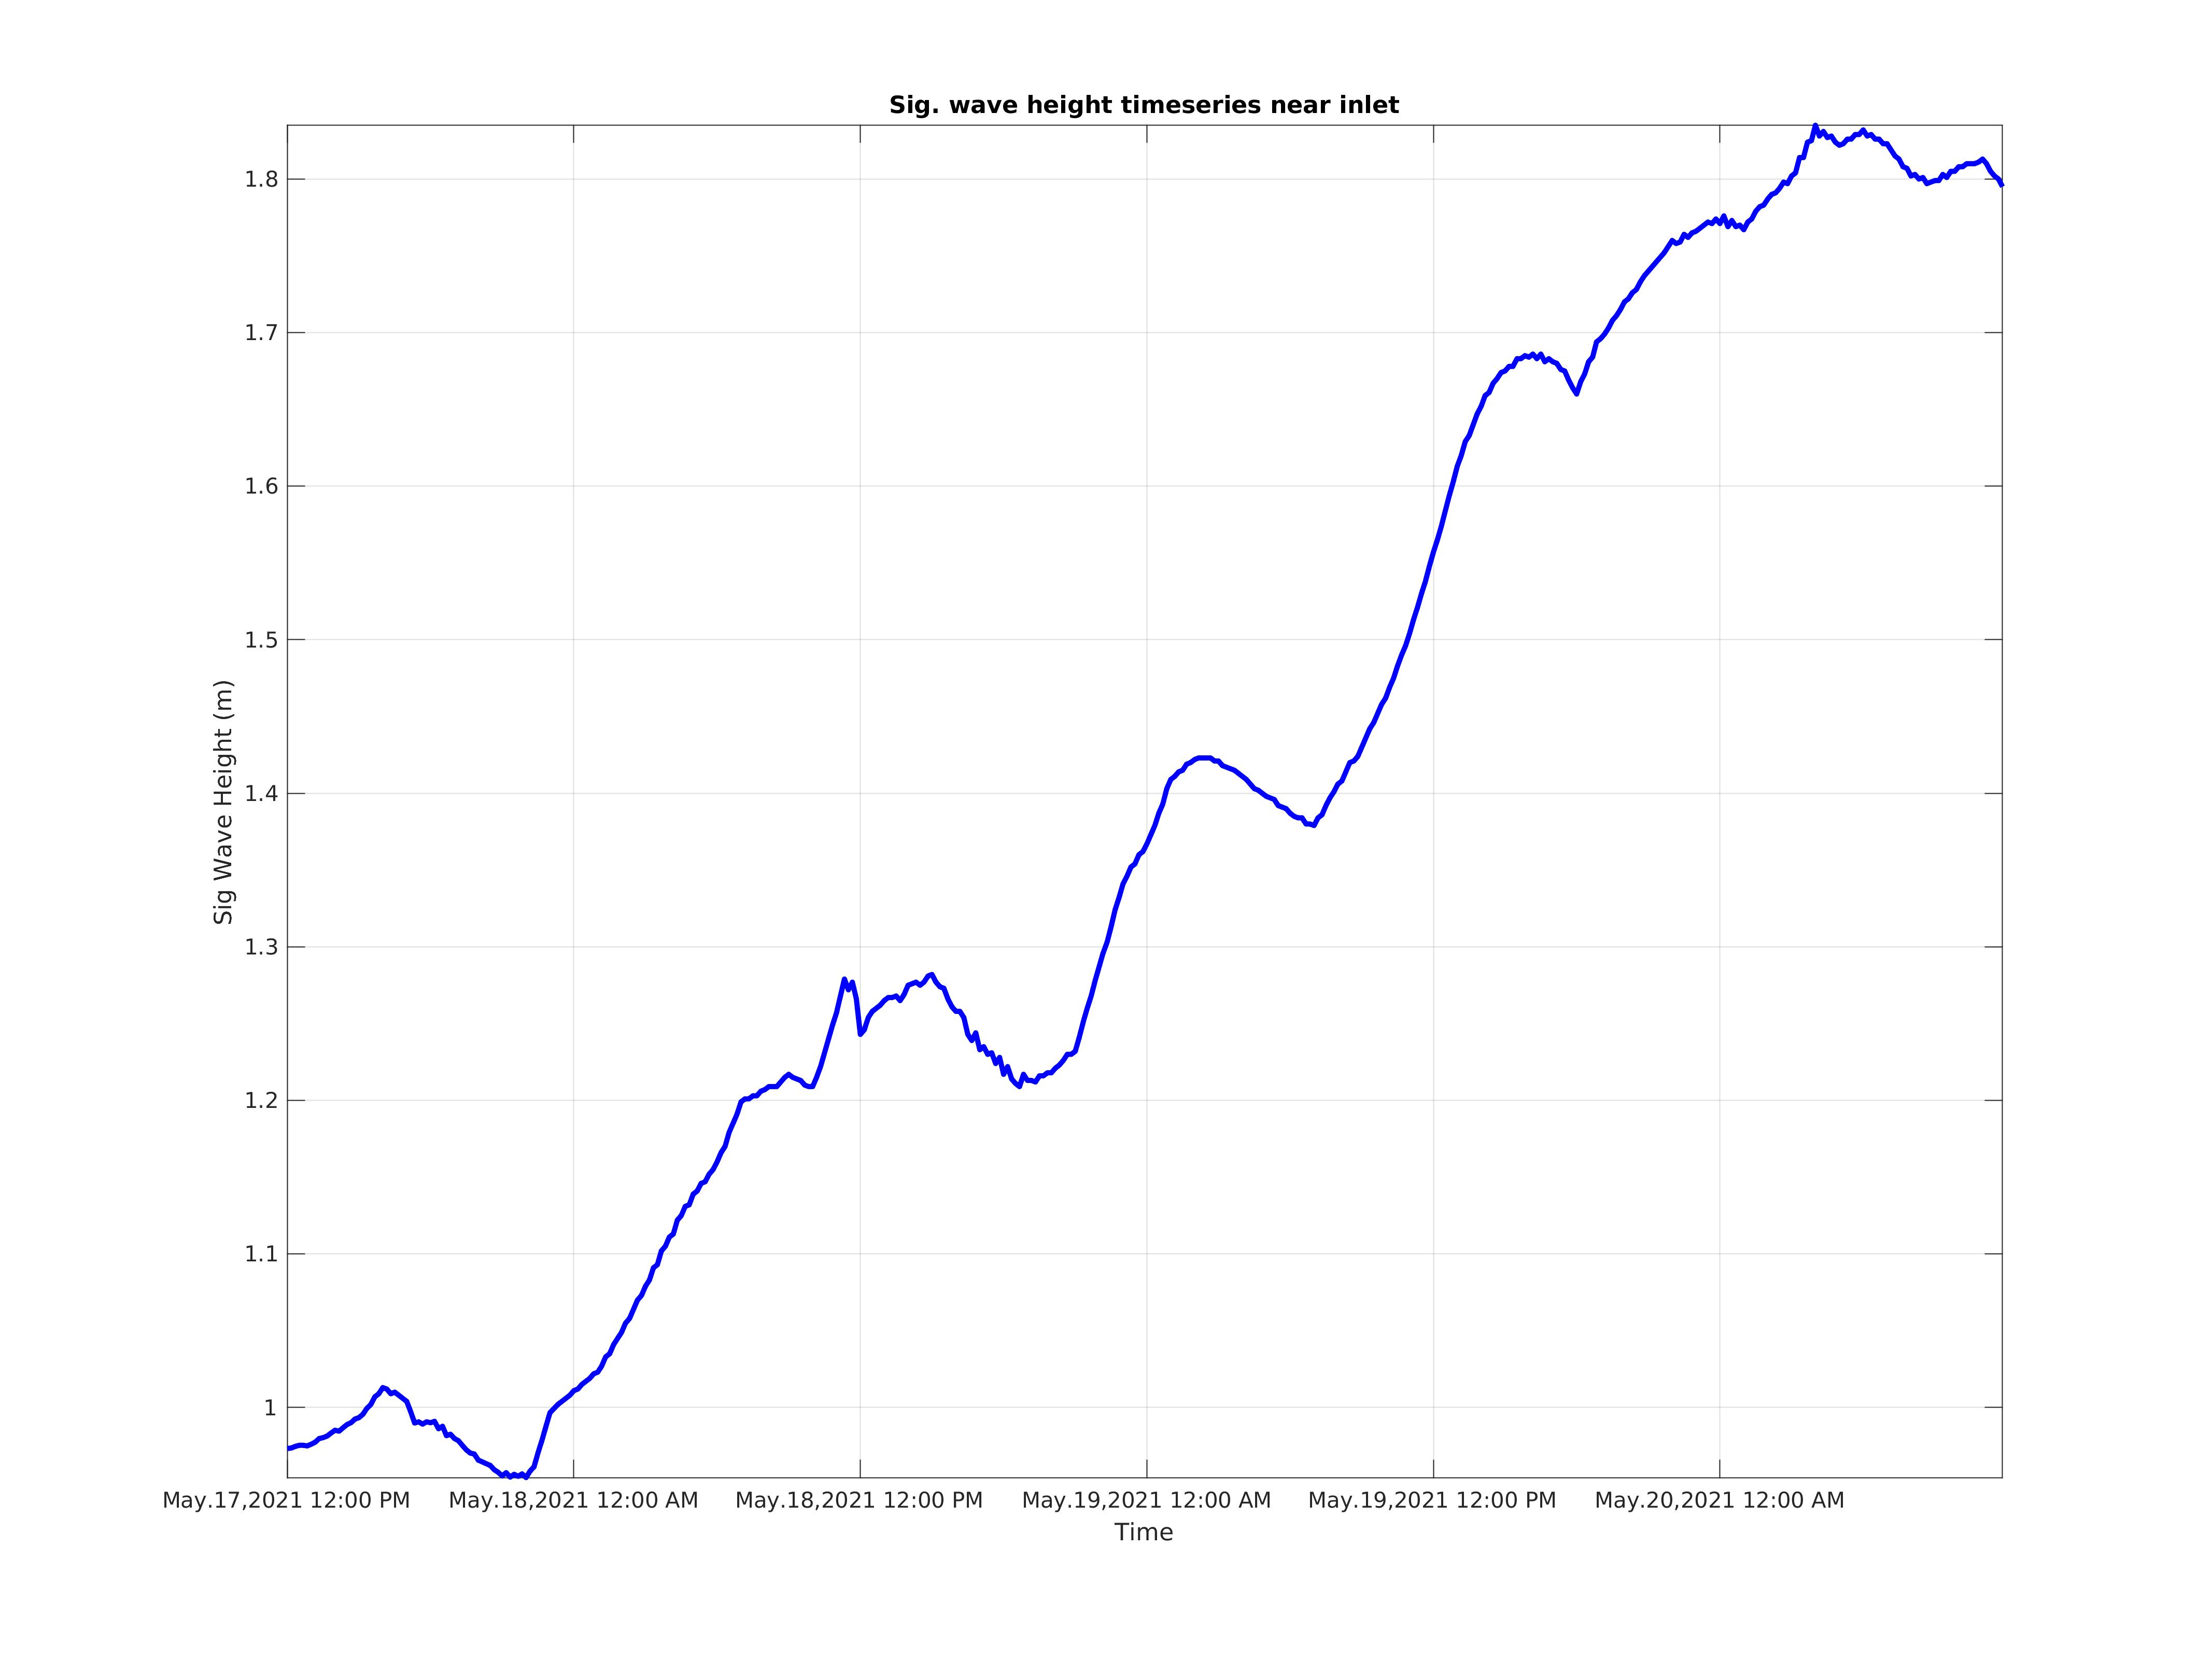 Sig. wave height timeseries near inlet
Sig Wave Height (m)
1.8
1.7
1.6
1.5
1.4
1.3
1.2
1.1
1
May.17,2021 12:00 PM May.18,2021 12:00 AM May.18,2021 12:00 PM May.19,2021 12:00 AM May.19,2021 12:00 PM May.20,2021 12:00 AM
Time